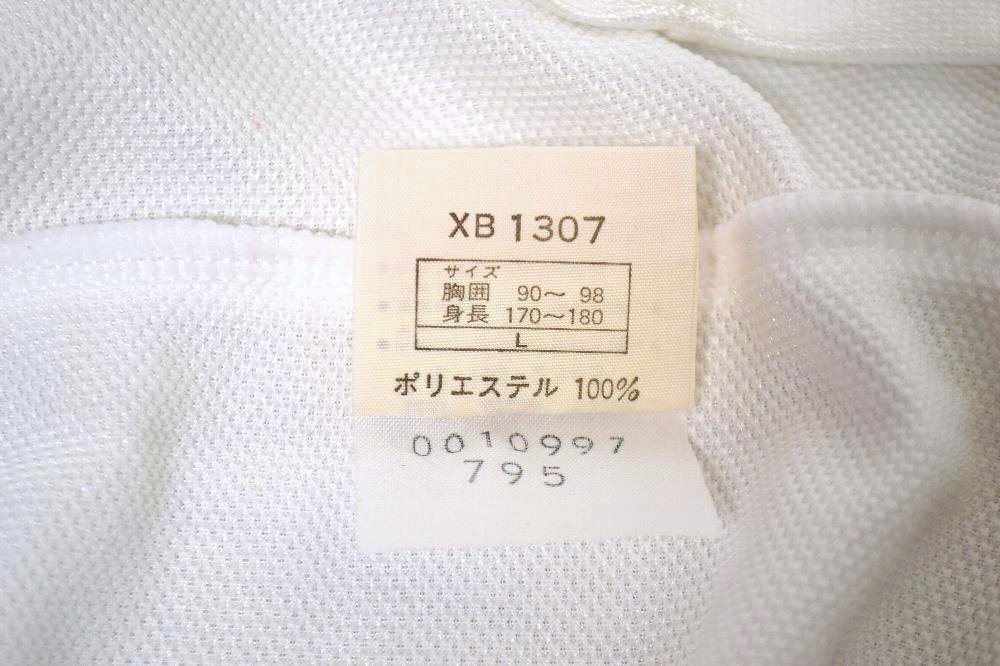 XB 1307
サイズ
胸囲 90〜 98
身長 170〜180
L
ポリエステル 100%
0010997
795